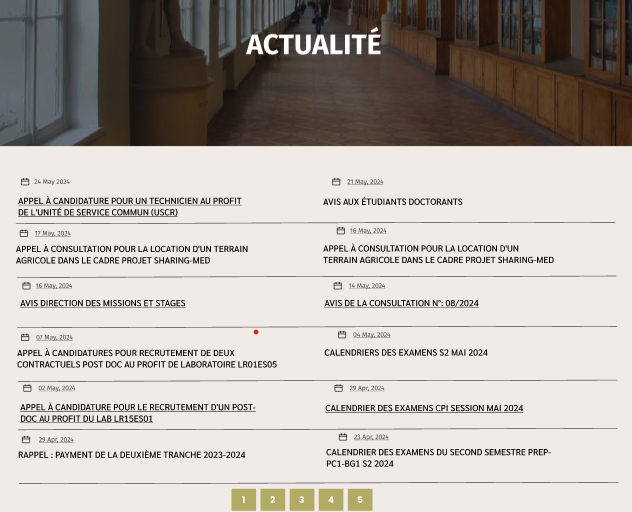 ACTUALITÉ
24 May 2024
APPEL À CANDIDATURE POUR UN TECHNICIEN AU PROFIT
DE L'UNITÉ DE SERVICE COMMUN (USCR)
21 May, 2024
AVIS AUX ÉTUDIANTS DOCTORANTS
17 May, 2024
APPEL À CONSULTATION POUR LA LOCATION D'UN TERRAIN
AGRICOLE DANS LE CADRE PROJET SHARING-MED
16 May, 2024
APPEL À CONSULTATION POUR LA LOCATION D'UN
TERRAIN AGRICOLE DANS LE CADRE PROJET SHARING-MED
16 May, 2024
AVIS DIRECTION DES MISSIONS ET STAGES
14 May, 2024
AVIS DE LA CONSULTATION N°: 08/2024
07 May, 2024
APPEL À CANDIDATURES POUR RECRUTEMENT DE DEUX
CONTRACTUELS POST DOC AU PROFIT DE LABORATOIRE LR01ES05
04 May, 2024
CALENDRIERS DES EXAMENS S2 MAI 2024
02 May, 2024
APPEL À CANDIDATURE POUR LE RECRUTEMENT D'UN POST-
DOC AU PROFIT DU LAB LR15ES01
29 Apr, 2024
CALENDRIER DES EXAMENS CPI SESSION MAI 2024
29 Apr, 2024
RAPPEL : PAYMENT DE LA DEUXIÈME TRANCHE 2023-2024
23 Apr, 2024
CALENDRIER DES EXAMENS DU SECOND SEMESTRE PREP-
PC1-BG1 S2 2024
1 2 3 4 5